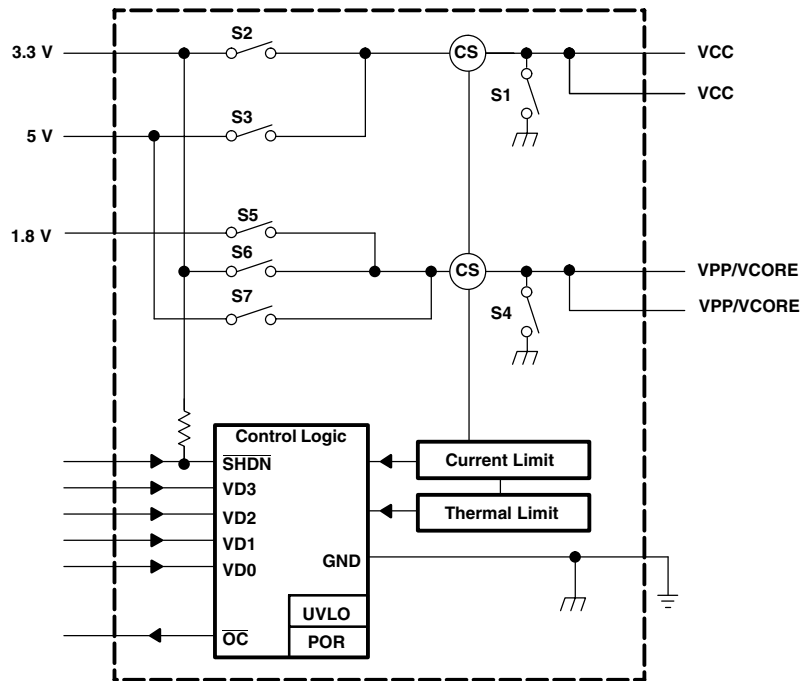 S2
3.3 V
CS
VCC
S1
VCC
S3
5 V
S5
1.8 V
S6
CS
VPP/VCORE
S7
S4
VPP/VCORE
Control Logic
SHDN
Current Limit
VD3
VD2
Thermal Limit
VD1
VD0
GND
UVLO
OC
POR